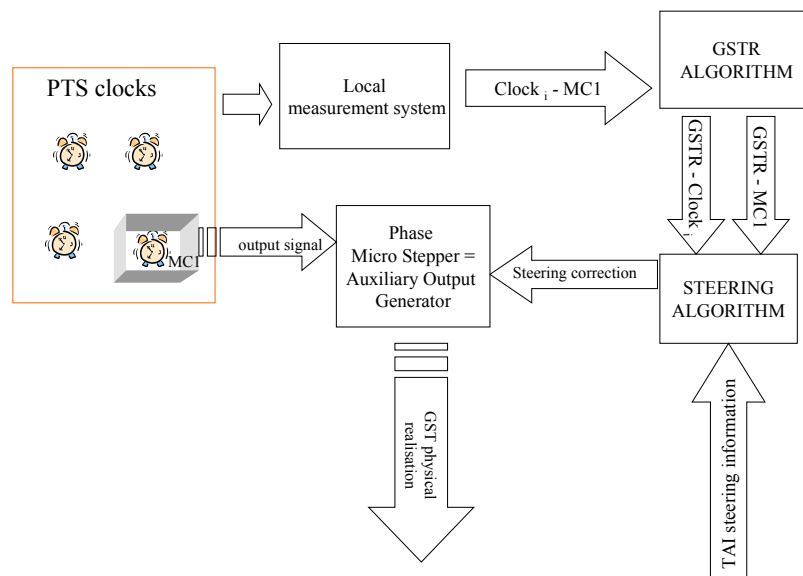 PTS clocks
MC1
Local
measurement system
Clock i - MC1
GSTR
ALGORITHM
GSTR - Clock i
GSTR - MC1
output signal
Phase
Micro Stepper =
Auxiliary Output
Generator
Steering correction
STEERING
ALGORITHM
GST physical
realisation
TAI steering information